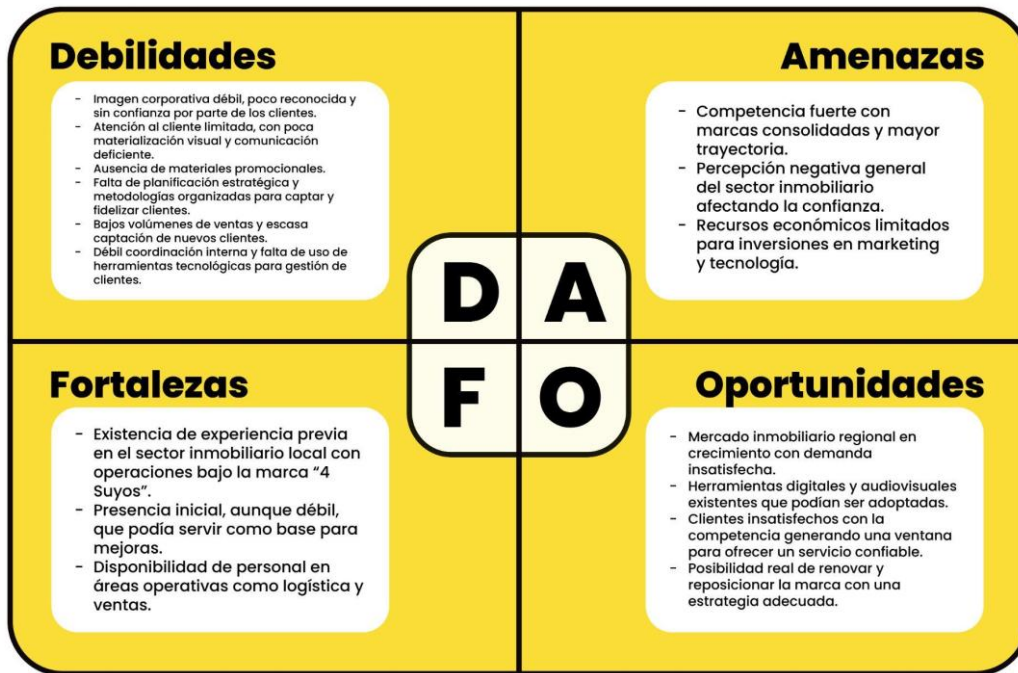 Debilidades
- Imagen corporativa débil, poco reconocida y
sin confianza por parte de los clientes.
- Atención al cliente limitada, con poca
materialización visual y comunicación
deficiente.
- Ausencia de materiales promocionales.
- Falta de planificación estratégica y
metodologías organizadas para captar y
fidelizar clientes.
- Bajos volúmenes de ventas y escasa
captación de nuevos clientes.
- Débil coordinación interna y falta de uso de
herramientas tecnológicas para gestión de
clientes.
Amenazas
- Competencia fuerte con
marcas consolidadas y mayor
trayectoria.
- Percepción negativa general
del sector inmobiliario
afectando la confianza.
- Recursos económicos limitados
para inversiones en marketing
y tecnología.
D A
F O
Fortalezas
- Existencia de experiencia previa
en el sector inmobiliario local con
operaciones bajo la marca “4
Suyos”.
- Presencia inicial, aunque débil,
que podía servir como base para
mejoras.
- Disponibilidad de personal en
áreas operativas como logística y
ventas.
Oportunidades
- Mercado inmobiliario regional en
crecimiento con demanda
insatisfecha.
- Herramientas digitales y audiovisuales
existentes que podían ser adoptadas.
- Clientes insatisfechos con la
competencia generando una ventana
para ofrecer un servicio confiable.
- Posibilidad real de renovar y
reposicionar la marca con una
estrategia adecuada.